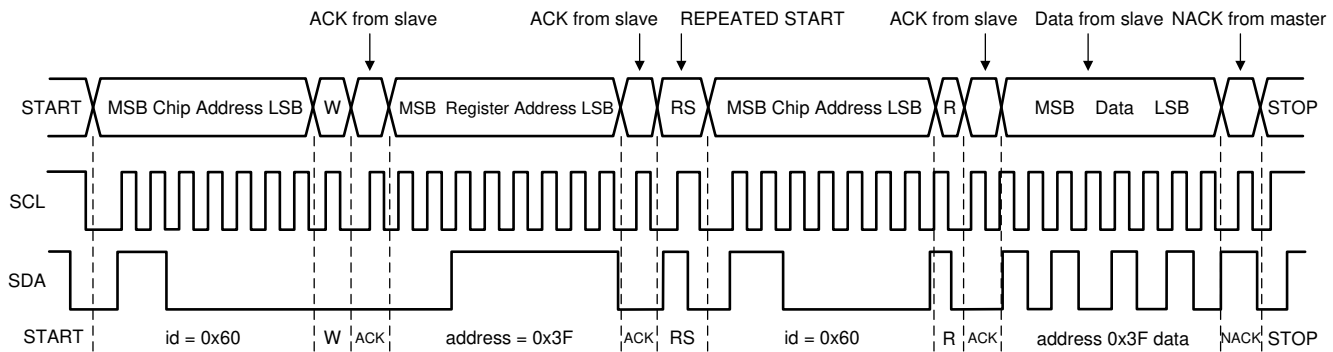 ACK from slave ACK from slave REPEATED START ACK from slave Data from slave NACK from master
START MSB Chip Address LSB W MSB Register Address LSB RS MSB Chip Address LSB R MSB Data LSB STOP
SCL
SDA
START id = 0x60 W ACK address = 0x3F ACK RS id = 0x60 R ACK address 0x3F data NACK STOP